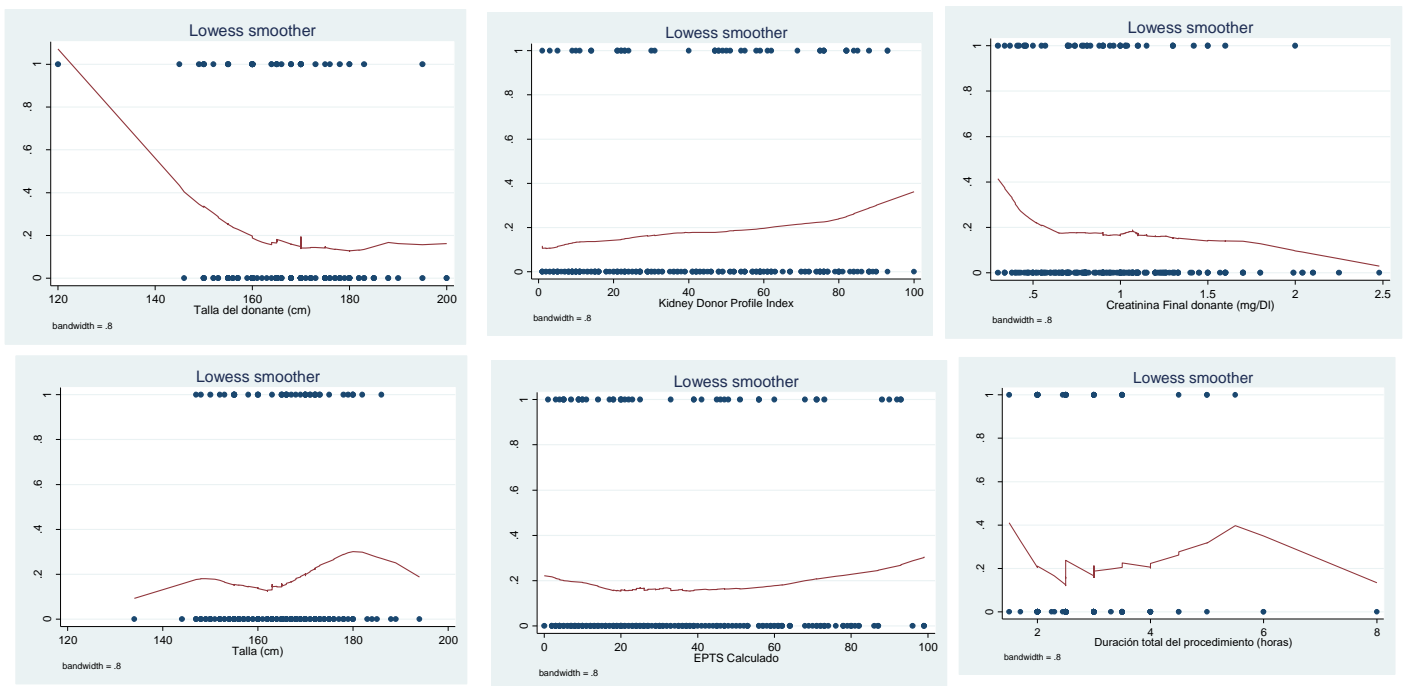 Lowess smoother
1
.8
.6
.4
.2
0
120 140 160 180 200
Talla del donante (cm)
bandwidth = .8
Lowess smoother
1
.8
.6
.4
.2
0
0 20 40 60 80 100
Kidney Donor Profile Index
bandwidth = .8
Lowess smoother
1
.8
.6
.4
.2
0
.5 1 1.5 2 2.5
Creatinina Final donante (mg/Dl)
bandwidth = .8
Lowess smoother
1
.8
.6
.4
.2
0
120 140 160 180 200
Talla (cm)
bandwidth = .8
Lowess smoother
1
.8
.6
.4
.2
0
0 20 40 60 80 100
EPTS Calculado
bandwidth = .8
Lowess smoother
1
.8
.6
.4
.2
0
2 4 6 8
Duración total del procedimiento (horas)
bandwidth = .8